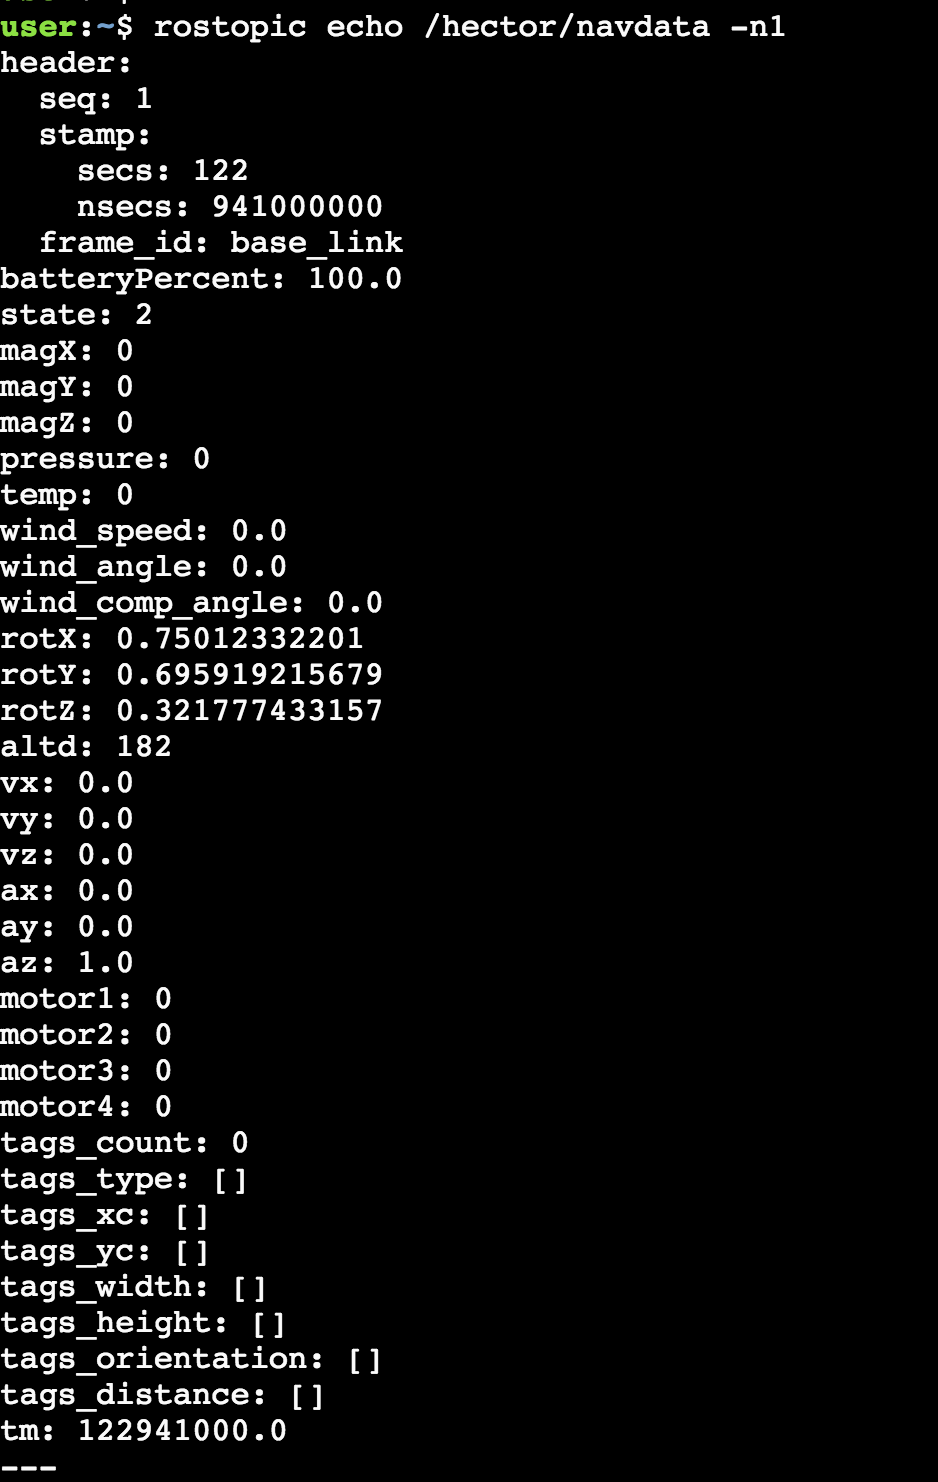 user:~$ rostopic echo /hector/navdata -n1
header:
  seq: 1
  stamp:
    secs: 122
    nsecs: 941000000
  frame_id: base_link
batteryPercent: 100.0
state: 2
magX: 0
magY: 0
magZ: 0
pressure: 0
temp: 0
wind_speed: 0.0
wind_angle: 0.0
wind_comp_angle: 0.0
rotX: 0.75012332201
rotY: 0.695919215679
rotZ: 0.321777433157
altd: 182
vx: 0.0
vy: 0.0
vz: 0.0
ax: 0.0
ay: 0.0
az: 1.0
motor1: 0
motor2: 0
motor3: 0
motor4: 0
tags_count: 0
tags_type: []
tags_xc: []
tags_yc: []
tags_width: []
tags_height: []
tags_orientation: []
tags_distance: []
tm: 122941000.0
---